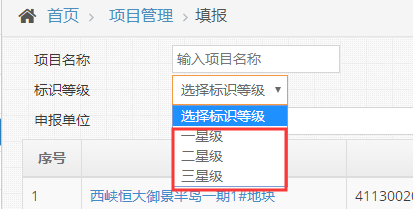 首页 > 项目管理 > 填报
项目名称 输入项目名称
标识等级 选择标识等级
选择标识等级
申报单位
一星级
二星级
三星级
序号
1 西峡恒大御景半岛一期1#地块 41130020